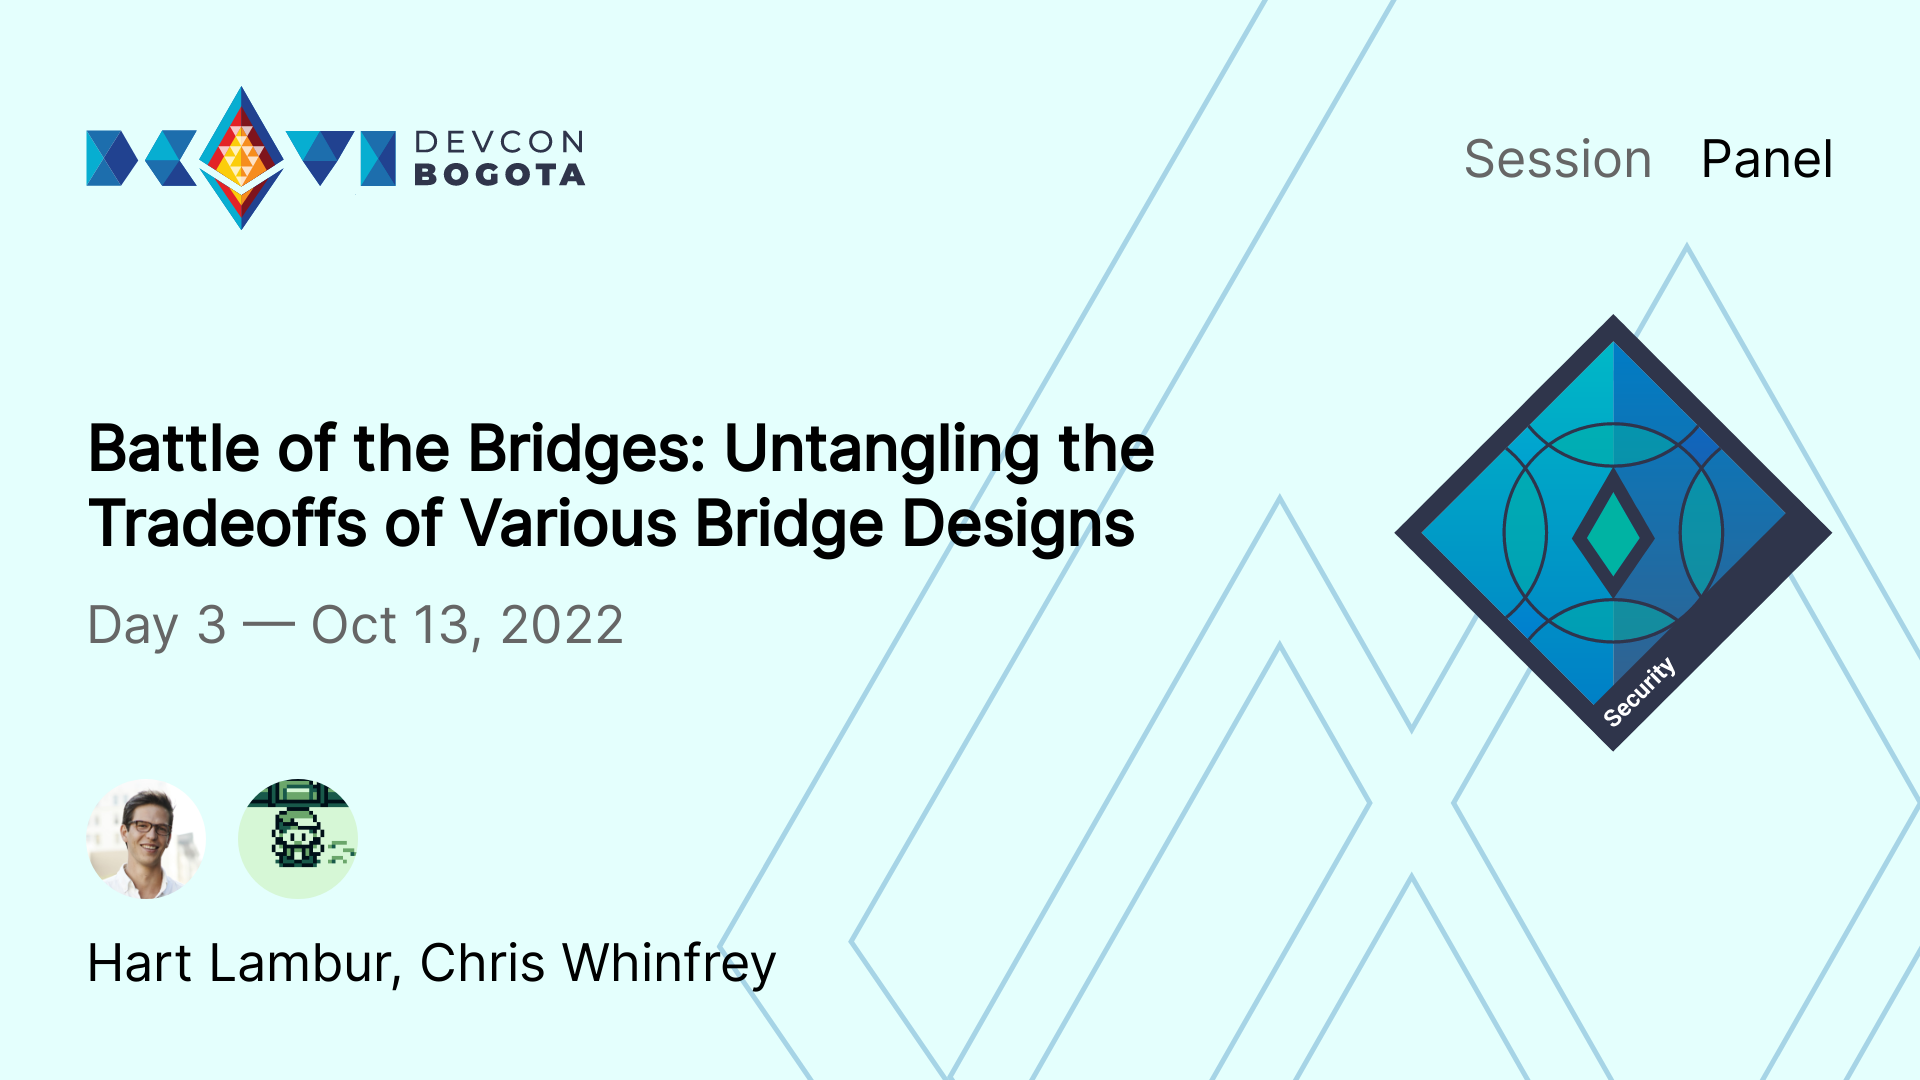 DEVCON
BOGOTA
Session Panel
Battle of the Bridges: Untangling the
Tradeoffs of Various Bridge Designs
Day 3 — Oct 13, 2022
Security
Hart Lambur, Chris Whinfrey